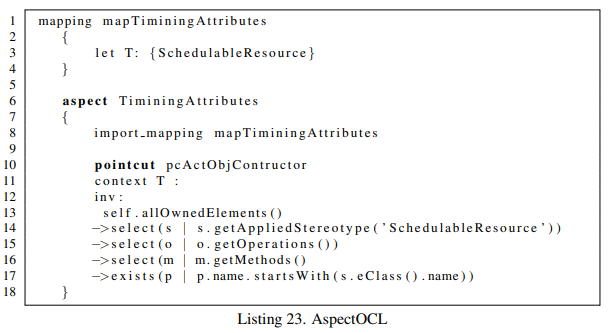 1 mapping mapTiminingAttributes
2 {
3 let T: {SchedulableResource}
4 }
5
6 aspect TiminingAttributes
7 {
8 import_mapping mapTiminingAttributes
9
10 pointcut pcActObjContructor
11 context T :
12 inv:
13 self.allOwnedElements()
14 −>select(s | s.getAppliedStereotype('SchedulableResource'))
15 −>select(o | o.getOperations())
16 −>select(m | m.getMethods()
17 −>exists(p | p.name.startsWith(s.eClass().name))
18 }
Listing 23. AspectOCL